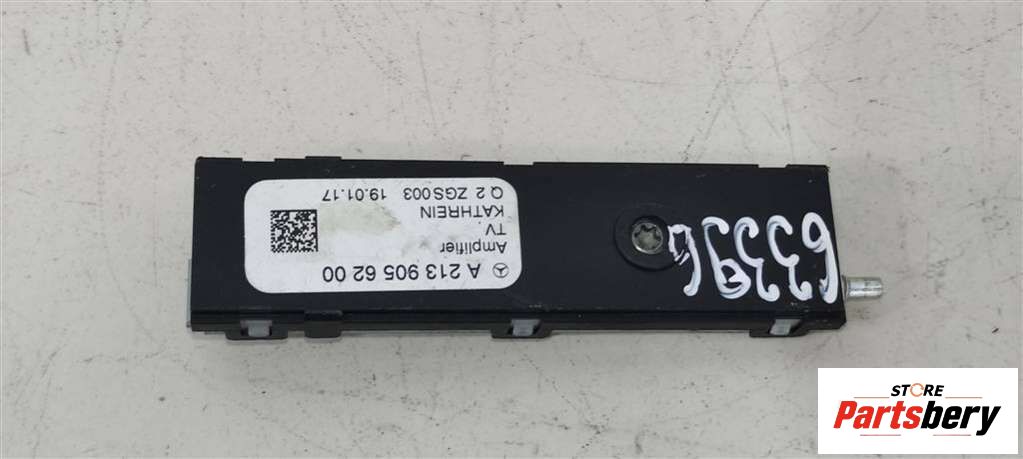 A 213 905 62 00
Amplifier
TV.
KATHREIN
Q 2 ZGS003 19.01.17
63396
STORE
Partsbery